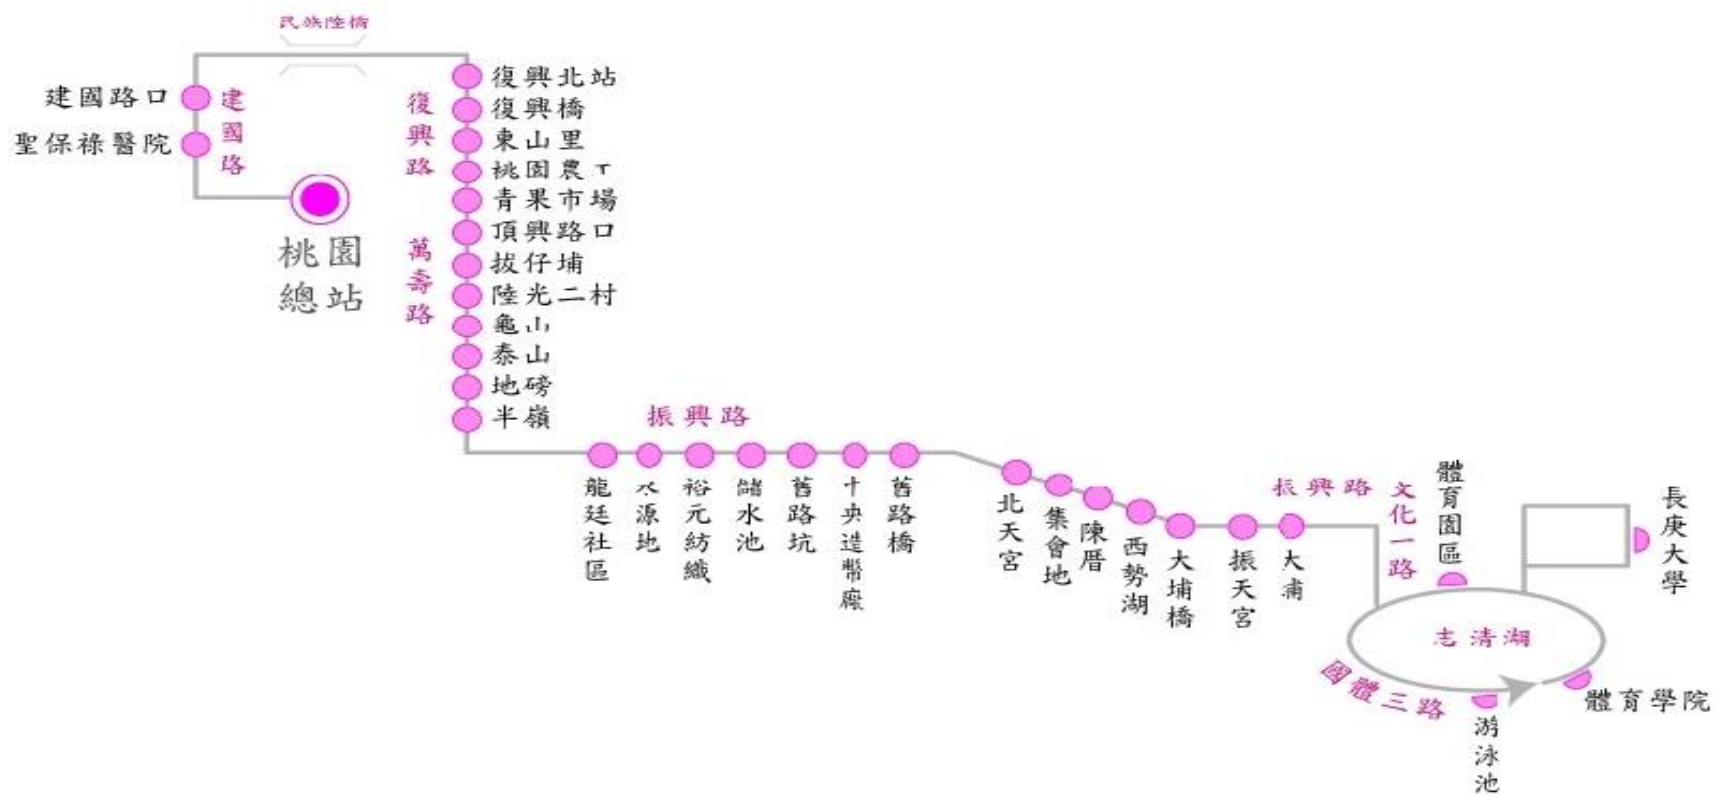 民族陸橋
建國路口
聖保祿醫院
建國路
桃園
總站
復興路
萬壽路
復興北站
復興橋
東山里
桃園農工
青果市場
頂興路口
拔仔埔
陸光二村
龜山
泰山
地磅
半嶺
振興路
龍廷社區
水源地
裕元紡織
儲水池
舊路坑
中央造幣廠
舊路橋
北天宮
集會地
陳厝
西勢湖
大埔橋
振天宮
大埔
振興路
文化一路
體育園區
長庚大學
志清湖
國體三路
游泳池
體育學院